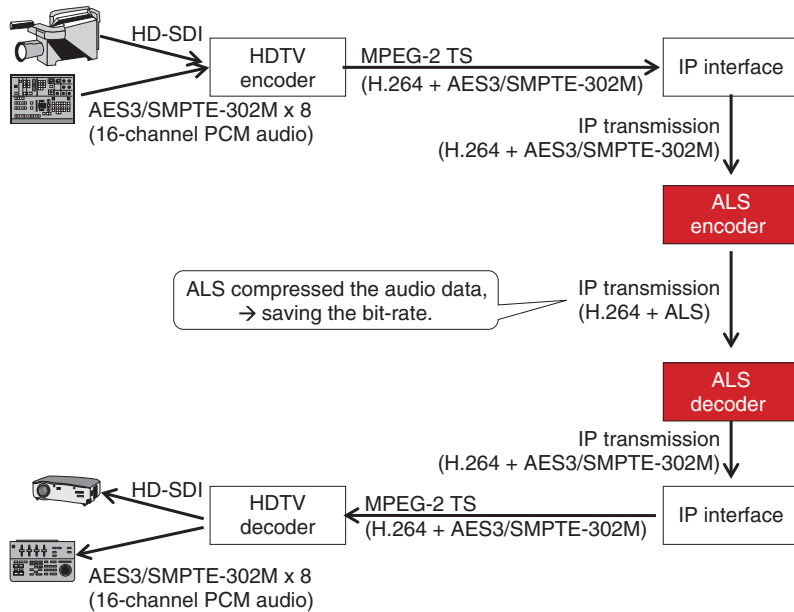 HD-SDI
HDTV
encoder
MPEG-2 TS
(H.264 + AES3/SMPTE-302M)
IP interface
AES3/SMPTE-302M x 8
(16-channel PCM audio)
IP transmission
(H.264 + AES3/SMPTE-302M)
ALS
encoder
ALS compressed the audio data,
→ saving the bit-rate.
IP transmission
(H.264 + ALS)
ALS
decoder
IP transmission
(H.264 + AES3/SMPTE-302M)
HD-SDI
HDTV
decoder
MPEG-2 TS
(H.264 + AES3/SMPTE-302M)
IP interface
AES3/SMPTE-302M x 8
(16-channel PCM audio)